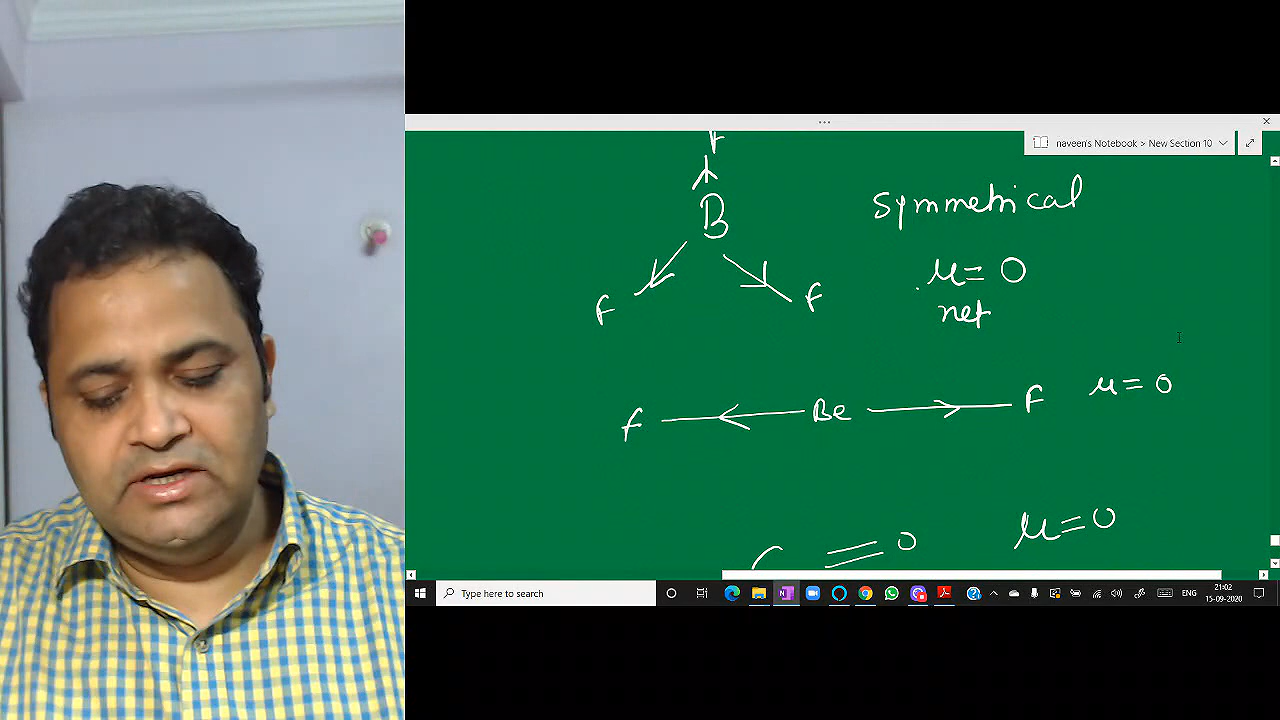 naveen's Notebook > New Section 10
B
symmetrical
F F
μ= 0
net
F Be F μ= 0
O μ=0
Type here to search
ENG
21:02
15-09-2020